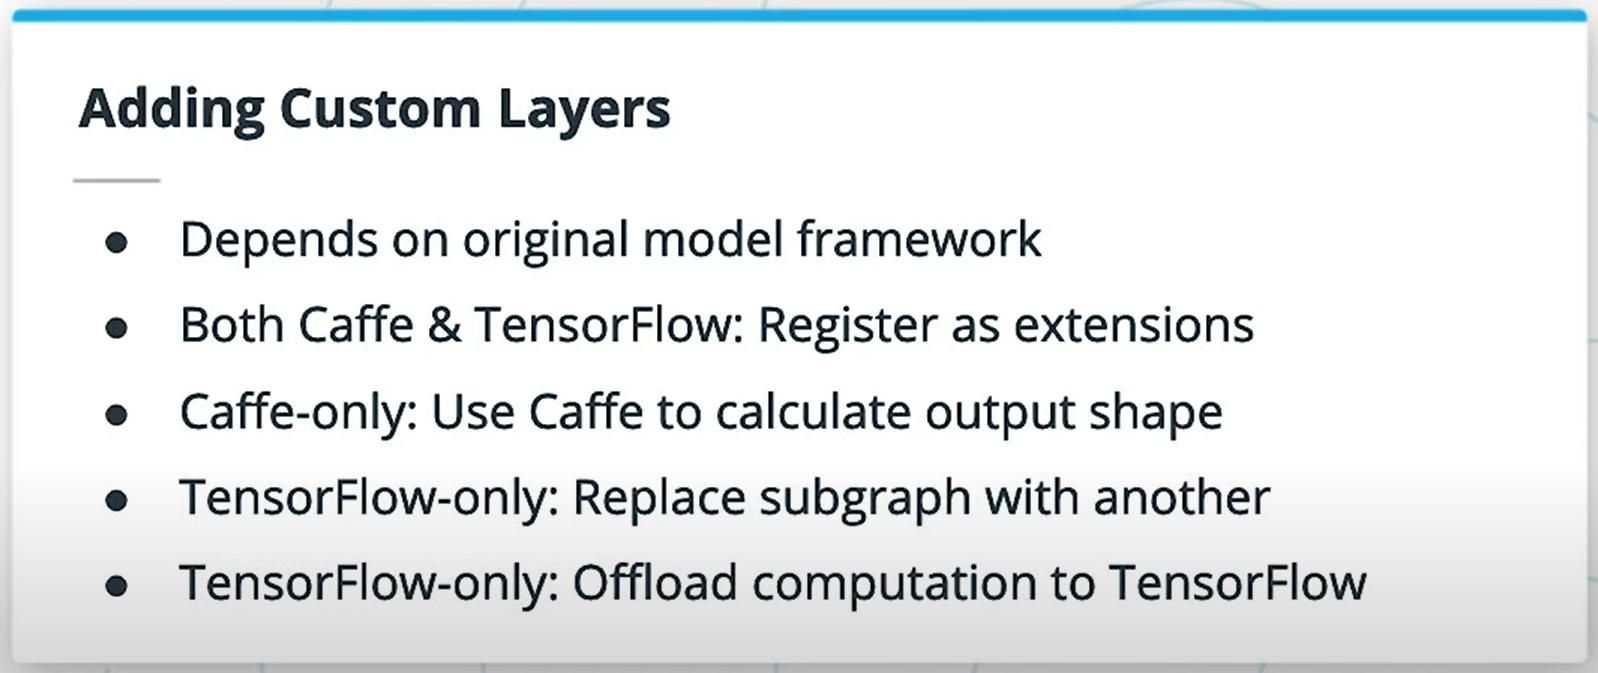 Adding Custom Layers
● Depends on original model framework
● Both Caffe & TensorFlow: Register as extensions
● Caffe-only: Use Caffe to calculate output shape
● TensorFlow-only: Replace subgraph with another
● TensorFlow-only: Offload computation to TensorFlow